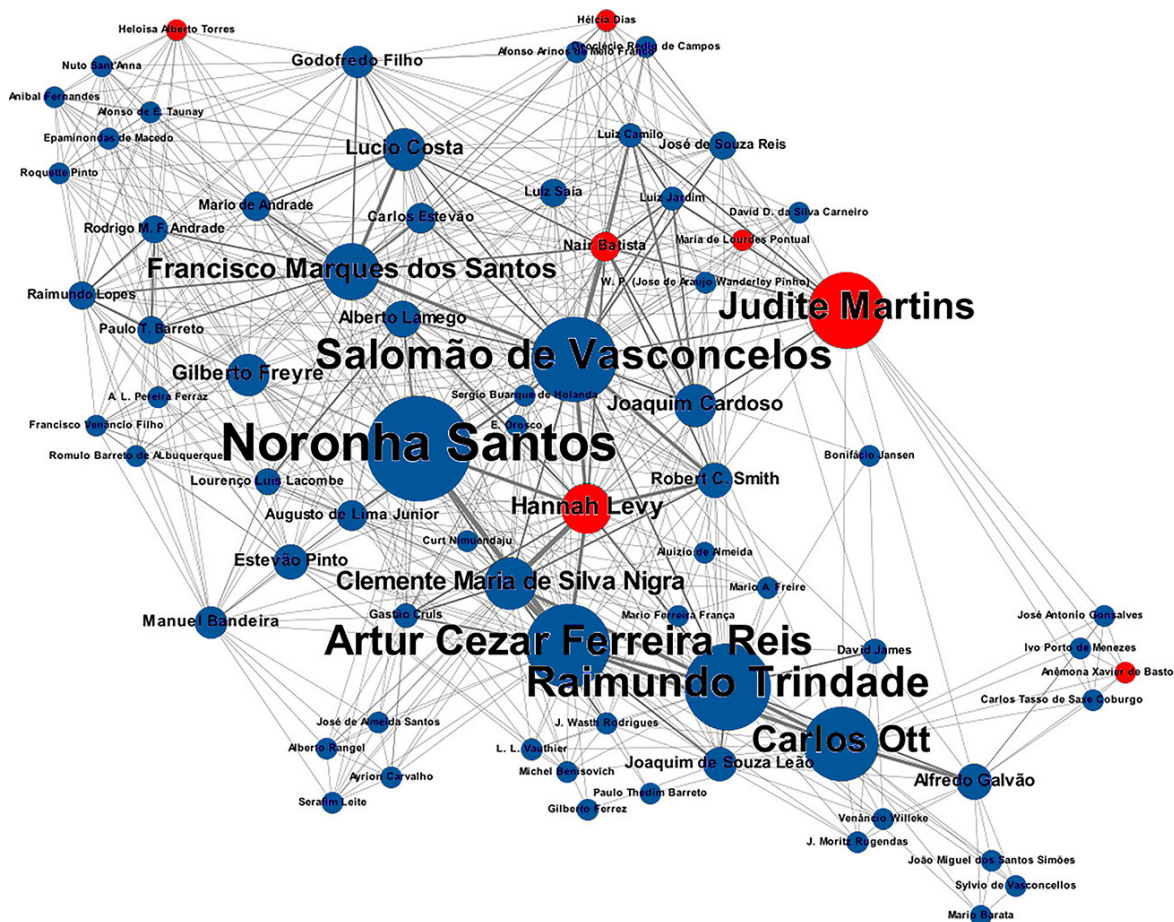 Hélcia Dias
Heloisa Alberto Torres
Deoclécio Redig de Campos
Afonso Arinos de Melo Franco
Godofredo Filho
Nuto Sant'Anna
Anibal Fernandes
Afonso de E. Taunay
Luiz Camilo
Epaminondas de Macedo
José de Souza Reis
Lucio Costa
Roquette Pinto
Luiz Saia
Luiz Jardim
Mario de Andrade
David D. da Silva Carneiro
Carlos Estevão
Rodrigo M. F. Andrade
Nair Batista
Maria de Lourdes Pontual
Francisco Marques dos Santos
W. P. (Jose de Araujo Wanderley Pinho)
Raimundo Lopes
Judite Martins
Alberto Lamego
Paulo T. Barreto
Salomão de Vasconcelos
Gilberto Freyre
Sergio Buarque de Holanda
A. L. Pereira Ferraz
Joaquim Cardoso
Francisco Venâncio Filho
E. Orosco
Noronha Santos
Romulo Barreto de Albuquerque
Bonifácio Jansen
Lourenço Luis Lacombe
Robert C. Smith
Hannah Levy
Augusto de Lima Junior
Curt Nimuendaju
Aluizio de Almeida
Estevão Pinto
Clemente Maria de Silva Nigra
Mario A. Freire
Gastão Cruls
Mario Ferreira França
José Antonio Gonsalves
Manuel Bandeira
Artur Cezar Ferreira Reis
Ivo Porto de Menezes
David James
Anêmona Xavier de Basto
Raimundo Trindade
Carlos Tasso de Saxe Coburgo
José de Almeida Santos
J. Wasth Rodrigues
Carlos Ott
Alberto Rangel
L. L. Vauthier
Joaquim de Souza Leão
Michel Benisovich
Ayrion Carvalho
Alfredo Galvão
Paulo Thedim Barreto
Serafim Leite
Gilberto Ferrez
Venâncio Willeke
J. Moritz Rugendas
João Miguel dos Santos Simões
Sylvio de Vasconcellos
Mario Barata